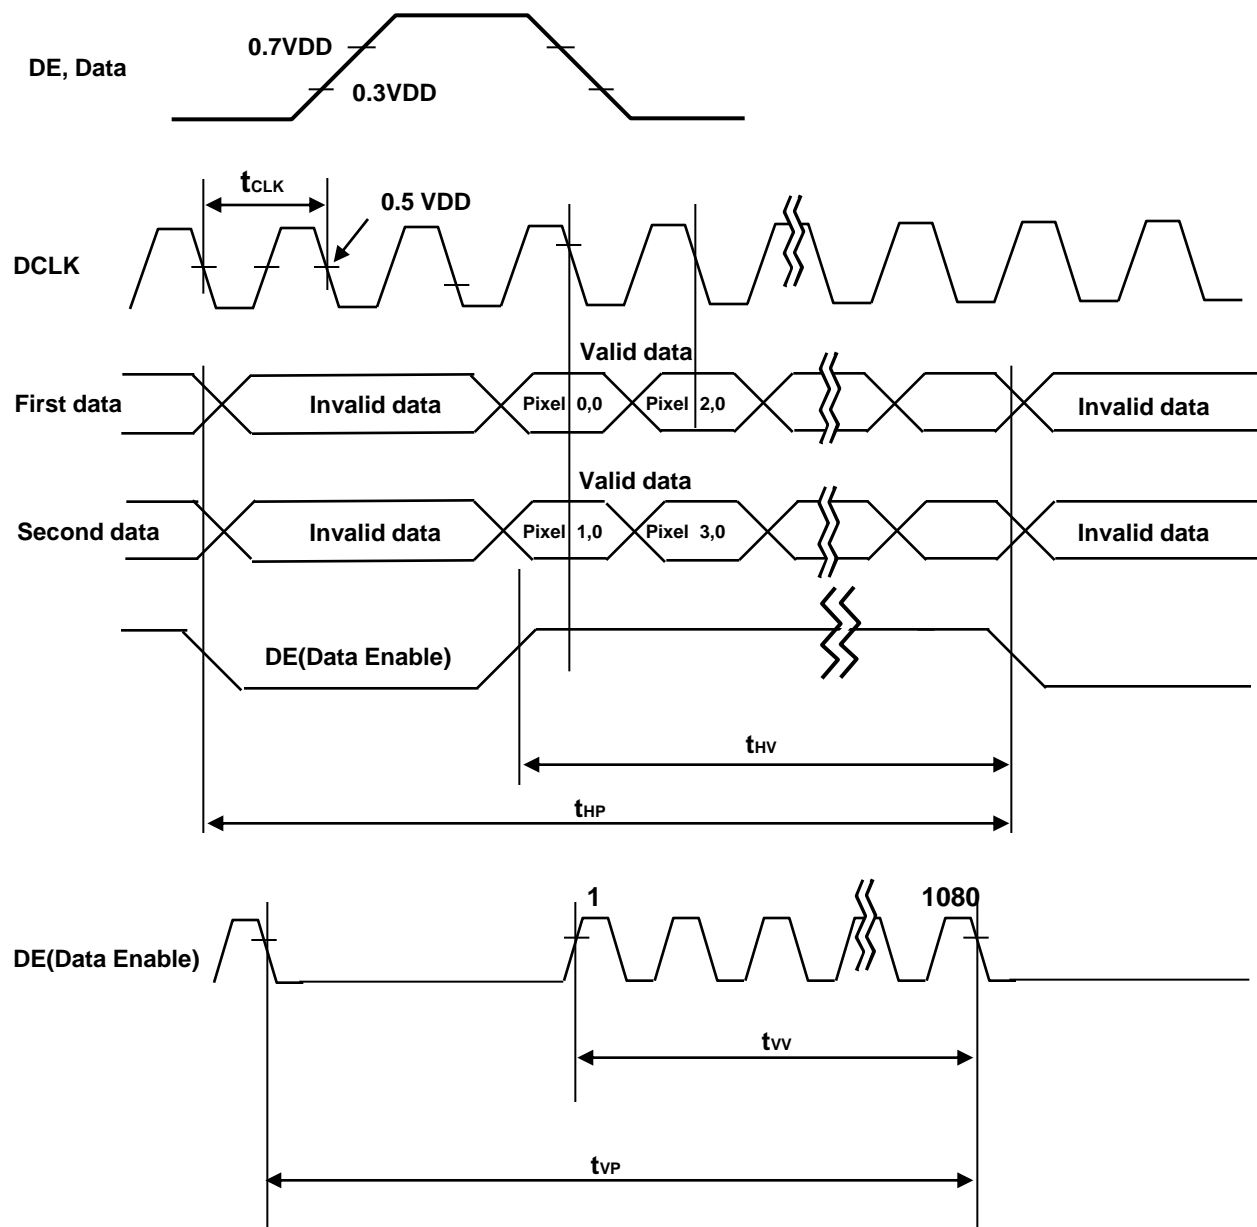 0.7VDD
DE, Data
0.3VDD
tCLK
0.5 VDD
DCLK
Valid data
First data
Invalid data
Pixel 0,0
Pixel 2,0
Invalid data
Valid data
Second data
Invalid data
Pixel 1,0
Pixel 3,0
Invalid data
DE(Data Enable)
tHV
tHP
1
1080
DE(Data Enable)
tVV
tVP